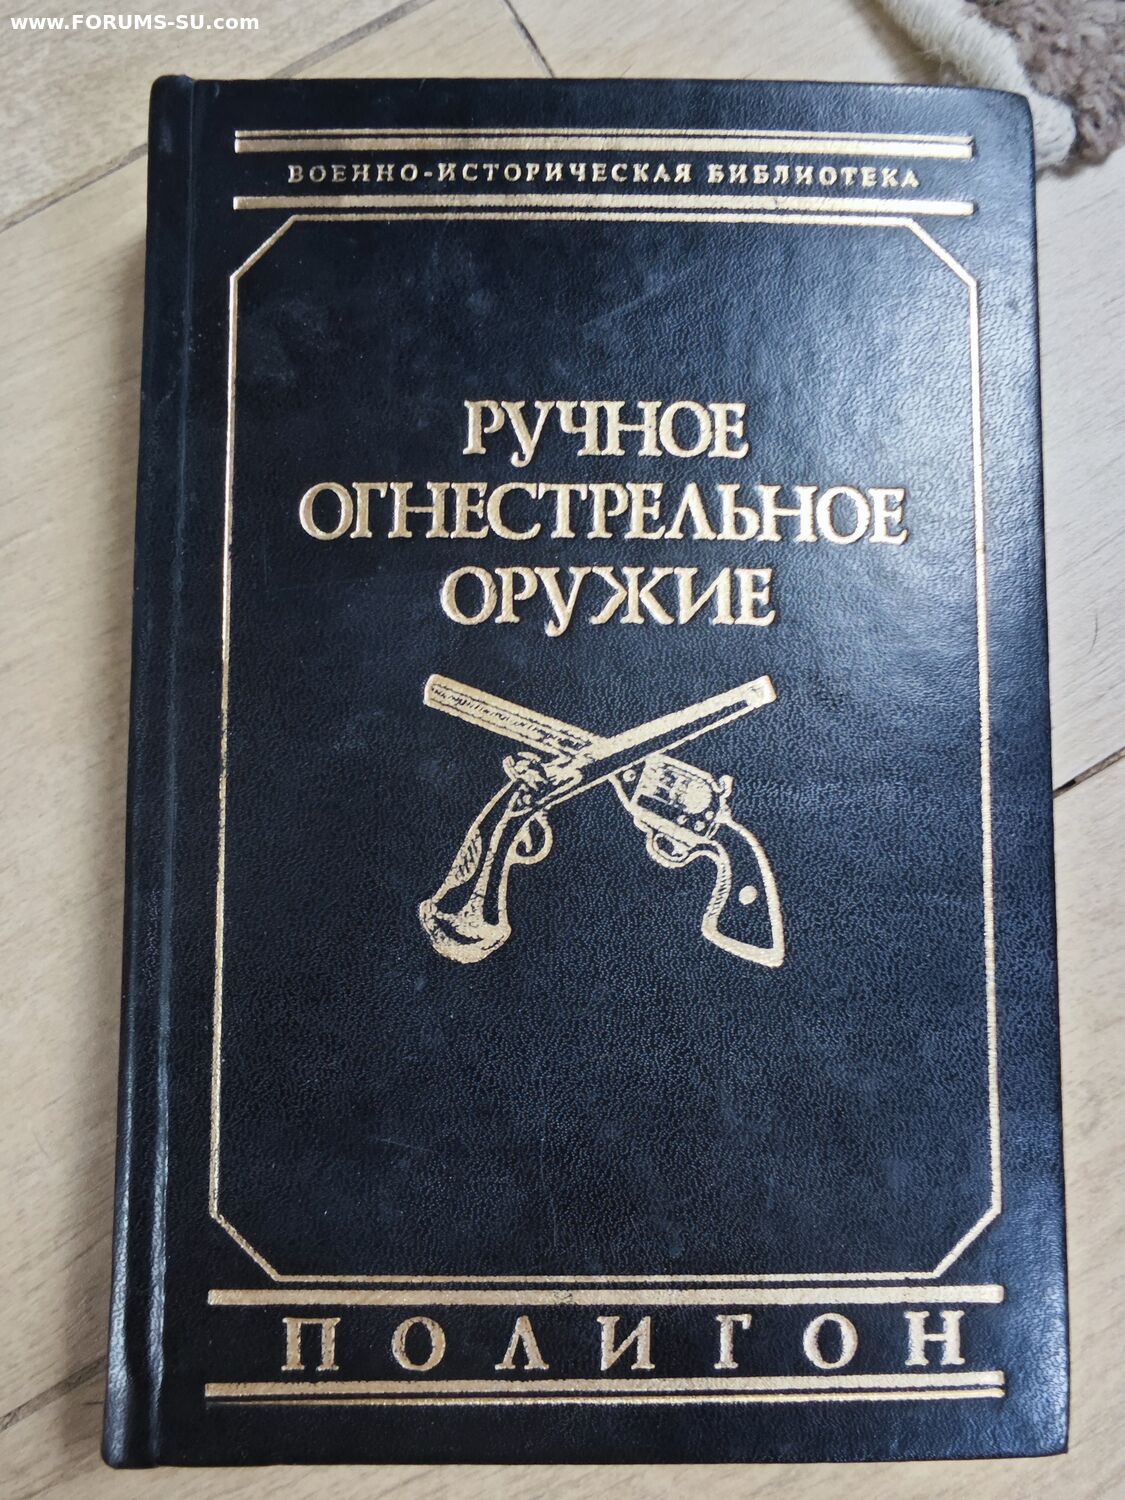 www.FORUMS-SU.com
ВОЕННО-ИСТОРИЧЕСКАЯ БИБЛИОТЕКА
РУЧНОЕ
ОГНЕСТРЕЛЬНОЕ
ОРУЖИЕ
ПОЛИГОН